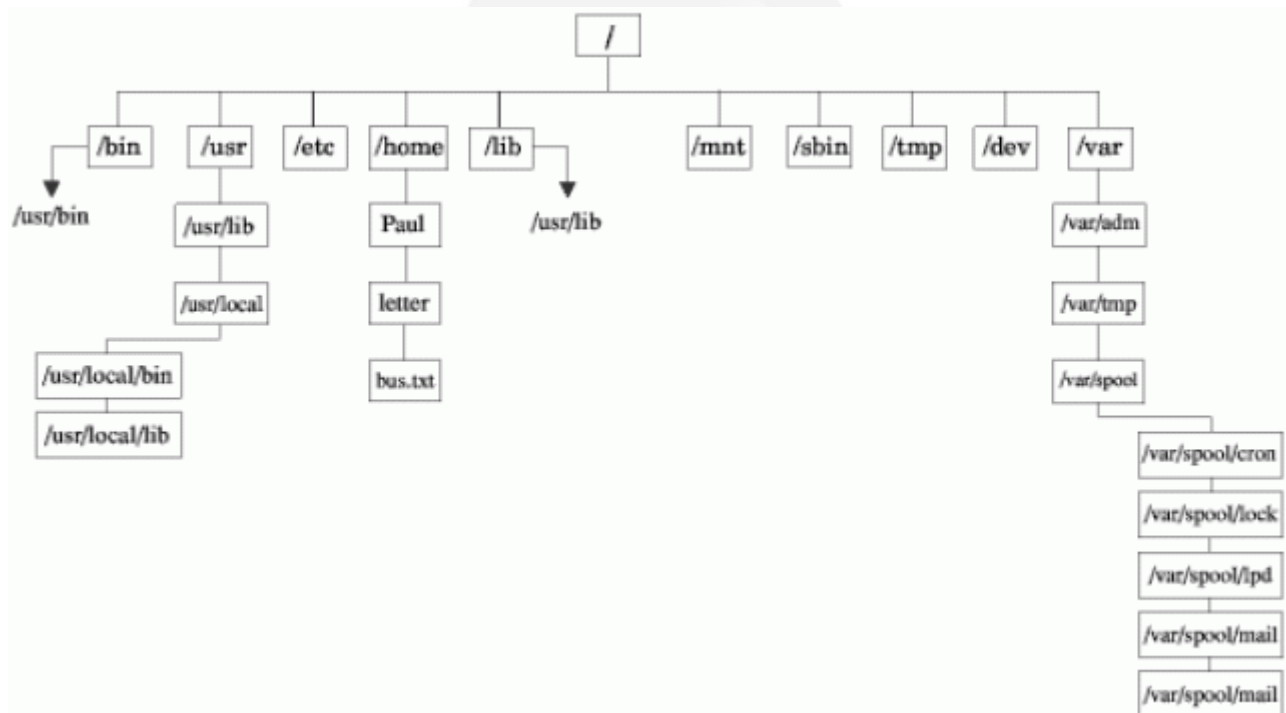 /
/bin
/usr
/etc
/home
/lib
/mnt
/sbin
/tmp
/dev
/var
/usr/bin
/usr/lib
Paul
/usr/lib
/var/adm
/usr/local
letter
/var/tmp
/usr/local/bin
bus.txt
/var/spool
/usr/local/lib
/var/spool/cron
/var/spool/lock
/var/spool/lpd
/var/spool/mail
/var/spool/mail